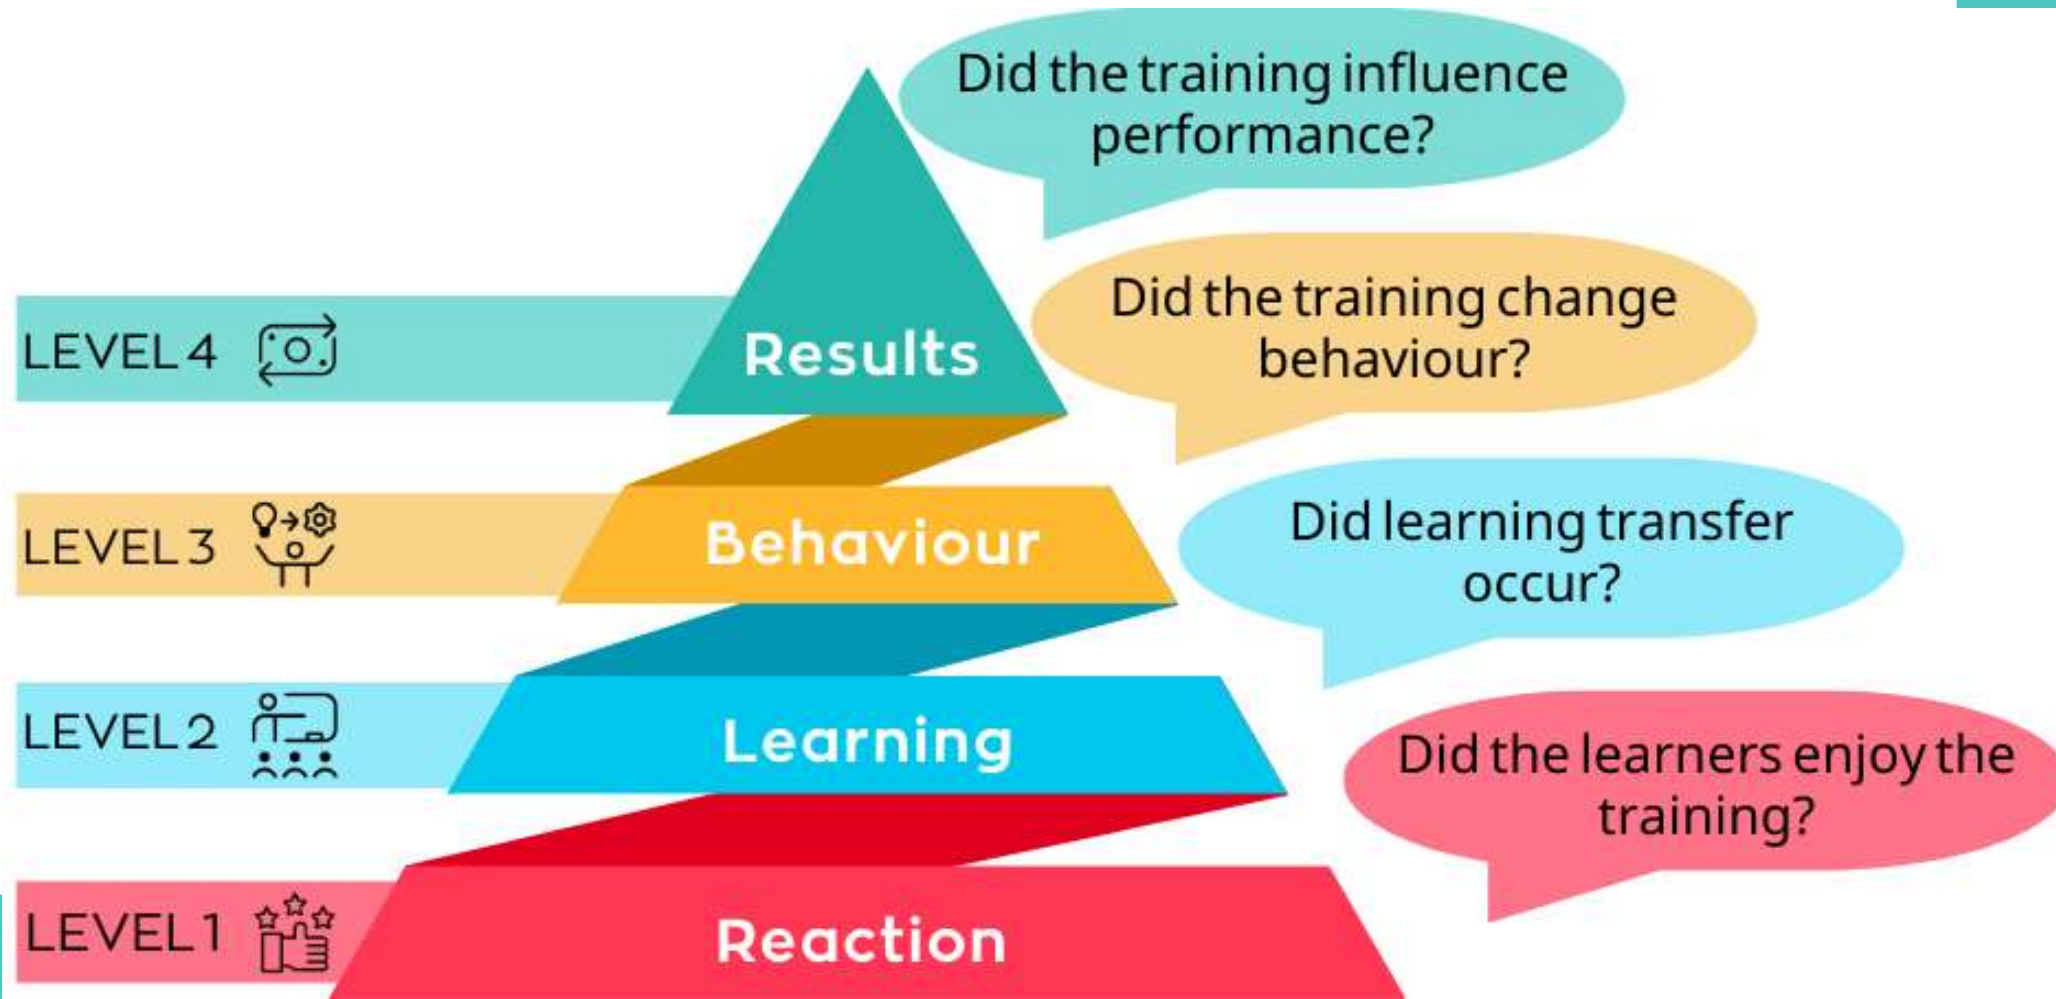 Did the training influence
performance?
LEVEL 4
Results
Did the training change
behaviour?
LEVEL 3
Behaviour
Did learning transfer
occur?
LEVEL 2
Learning
Did the learners enjoy the
training?
LEVEL 1
Reaction